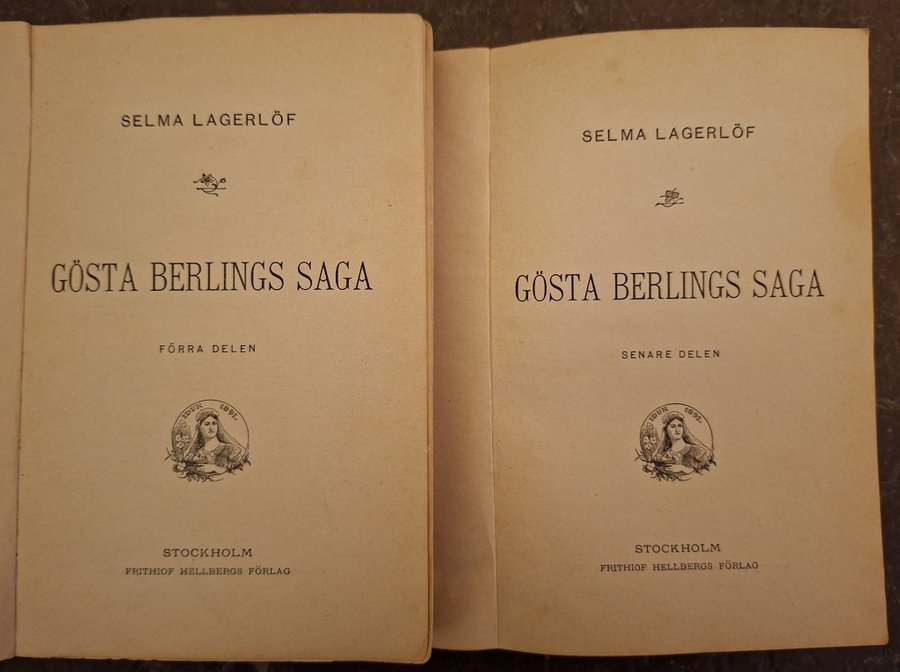 SELMA LAGERLÖF
GÖSTA BERLINGS SAGA
FÖRRA DELEN
IDUN 1891.
STOCKHOLM
FRITHIOF HELLBERGS FÖRLAG
SELMA LAGERLÖF
GÖSTA BERLINGS SAGA
SENARE DELEN
IDUN 1891.
STOCKHOLM
FRITHIOF HELLBERGS FÖRLAG